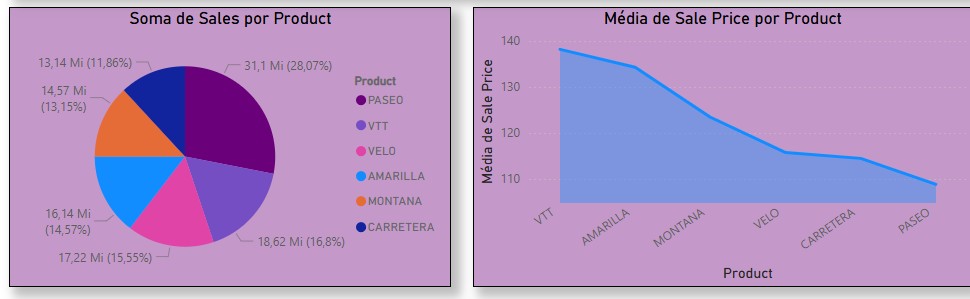 Soma de Sales por Product
13,14 Mi (11,86%)
31,1 Mi (28,07%)
14,57 Mi
(13,15%)
16,14 Mi
(14,57%)
17,22 Mi (15,55%)
18,62 Mi (16,8%)
Product
PASEO
VTT
VELO
AMARILLA
MONTANA
CARRETERA
Média de Sale Price por Product
Média de Sale Price
140
130
120
110
VTT
AMARILLA
MONTANA
VELO
CARRETERA
PASEO
Product